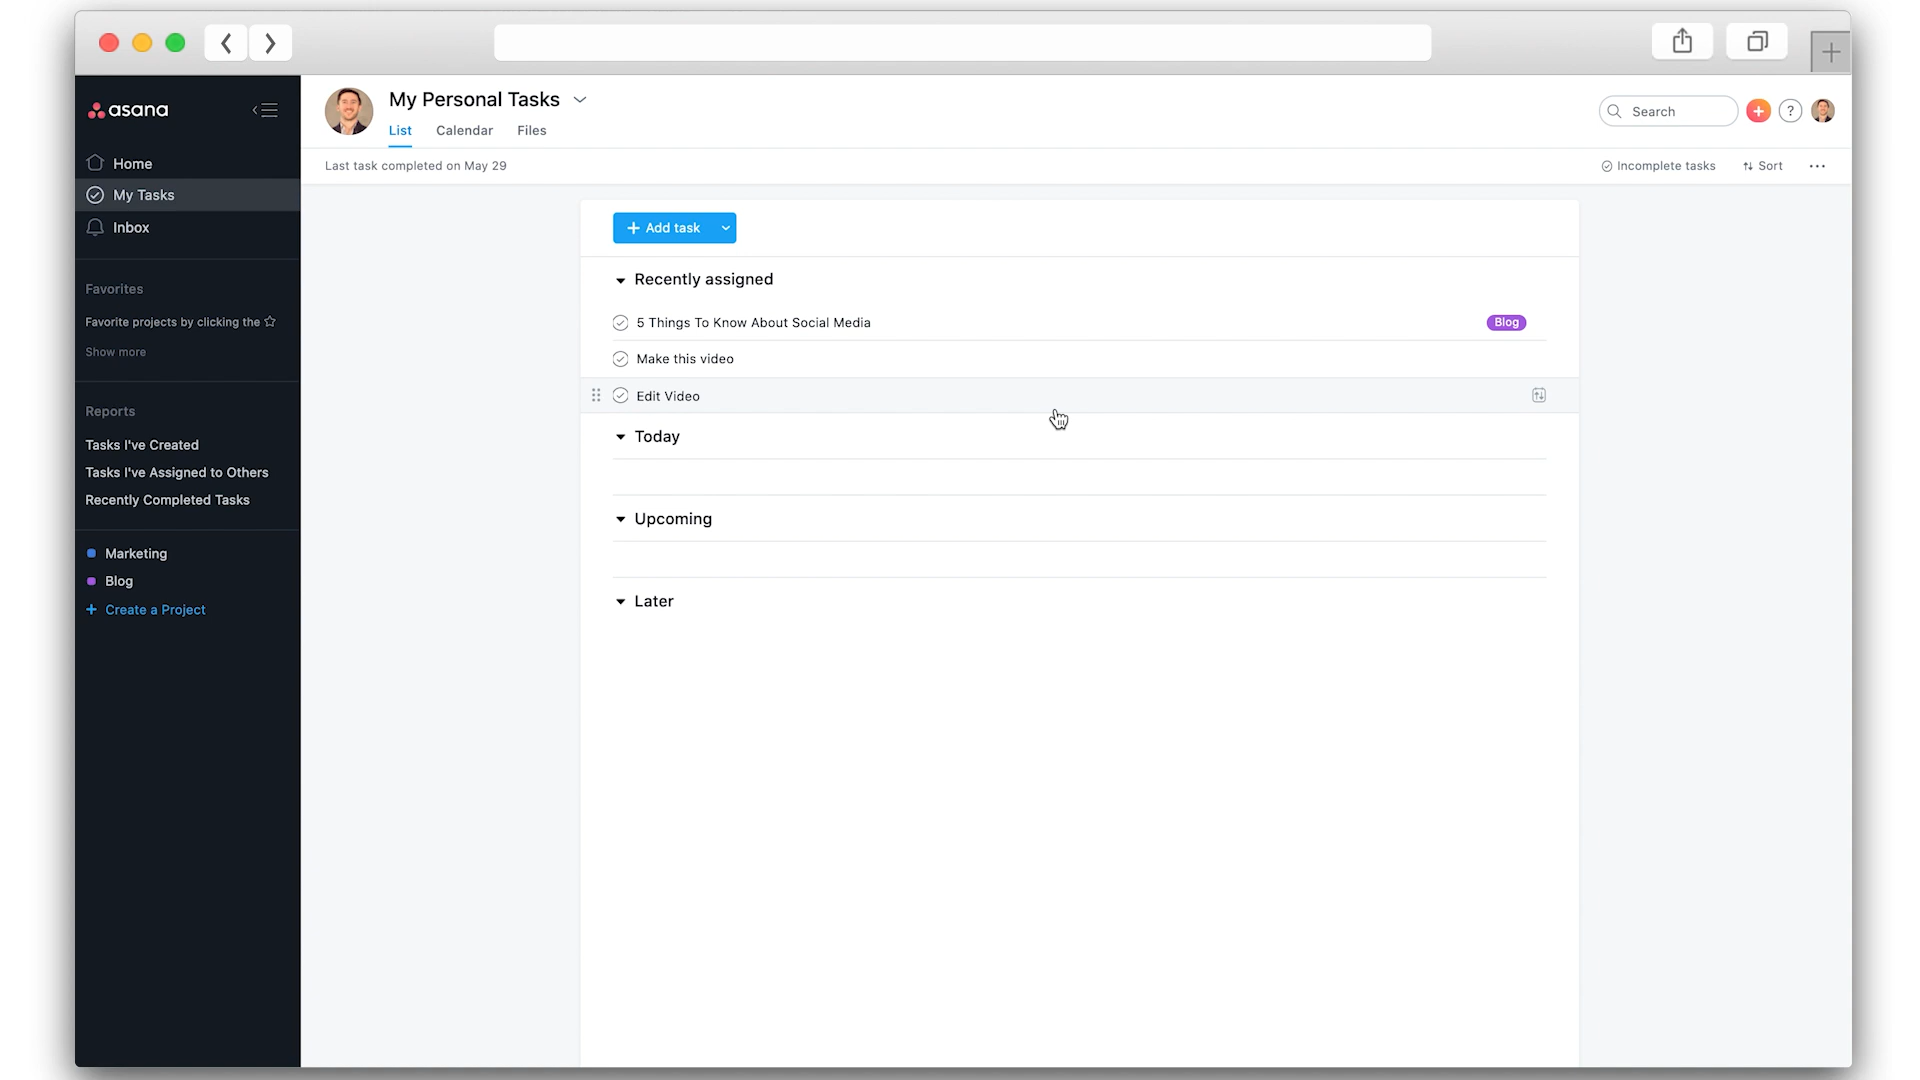 asana
Home
My Tasks
Inbox
Favorites
Favorite projects by clicking the
Show more
Reports
Tasks I've Created
Tasks I've Assigned to Others
Recently Completed Tasks
Marketing
Blog
+ Create a Project
My Personal Tasks
List Calendar Files
Search
+ ?
Last task completed on May 29
Incomplete tasks Sort ...
+ Add task
Recently assigned
5 Things To Know About Social Media Blog
Make this video
Edit Video
Today
Upcoming
Later